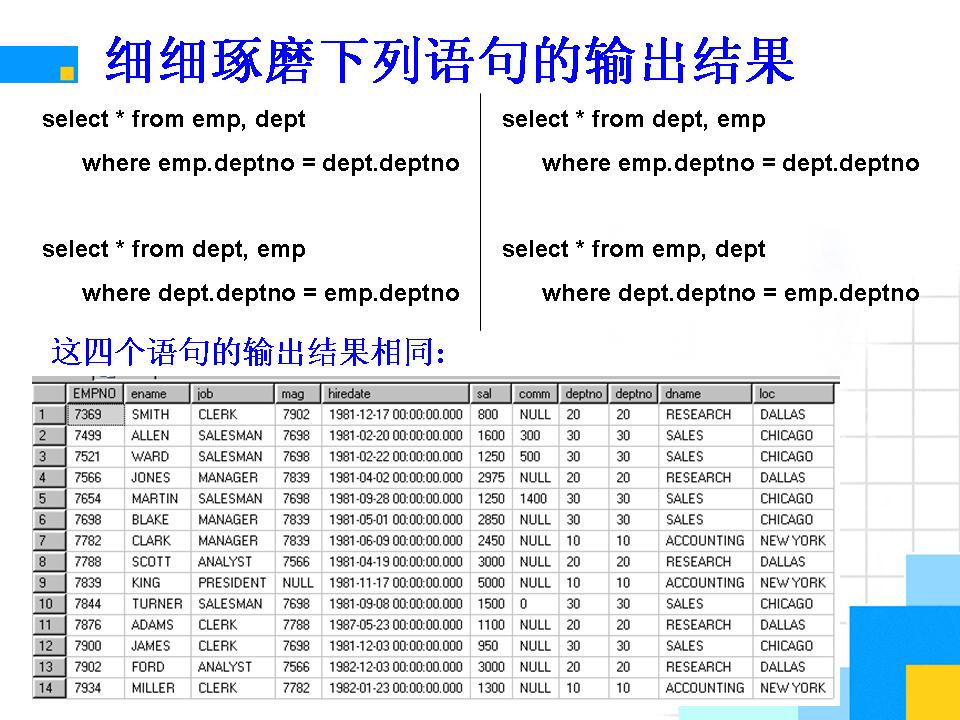 细细琢磨下列语句的输出结果
select * from emp, dept
where emp.deptno = dept.deptno
select * from dept, emp
where dept.deptno = emp.deptno
select * from dept, emp
where emp.deptno = dept.deptno
select * from emp, dept
where dept.deptno = emp.deptno
这四个语句的输出结果相同：
EMPNO ename job mag hiredate sal comm deptno deptno dname loc
1 7369 SMITH CLERK 7902 1981-12-17 00:00:00.000 800 NULL 20 20 RESEARCH DALLAS
2 7499 ALLEN SALESMAN 7698 1981-02-20 00:00:00.000 1600 300 30 30 SALES CHICAGO
3 7521 WARD SALESMAN 7698 1981-02-22 00:00:00.000 1250 500 30 30 SALES CHICAGO
4 7566 JONES MANAGER 7839 1981-04-02 00:00:00.000 2975 NULL 20 20 RESEARCH DALLAS
5 7654 MARTIN SALESMAN 7698 1981-09-28 00:00:00.000 1250 1400 30 30 SALES CHICAGO
6 7698 BLAKE MANAGER 7839 1981-05-01 00:00:00.000 2850 NULL 30 30 SALES CHICAGO
7 7782 CLARK MANAGER 7839 1981-06-09 00:00:00.000 2450 NULL 10 10 ACCOUNTING NEW YORK
8 7788 SCOTT ANALYST 7566 1981-04-19 00:00:00.000 3000 NULL 20 20 RESEARCH DALLAS
9 7839 KING PRESIDENT NULL 1981-11-17 00:00:00.000 5000 NULL 10 10 ACCOUNTING NEW YORK
10 7844 TURNER SALESMAN 7698 1981-09-08 00:00:00.000 1500 0 30 30 SALES CHICAGO
11 7876 ADAMS CLERK 7788 1987-05-23 00:00:00.000 1100 NULL 20 20 RESEARCH DALLAS
12 7900 JAMES CLERK 7698 1981-12-03 00:00:00.000 950 NULL 30 30 SALES CHICAGO
13 7902 FORD ANALYST 7566 1982-12-03 00:00:00.000 3000 NULL 20 20 RESEARCH DALLAS
14 7934 MILLER CLERK 7782 1982-01-23 00:00:00.000 1300 NULL 10 10 ACCOUNTING NEW YORK